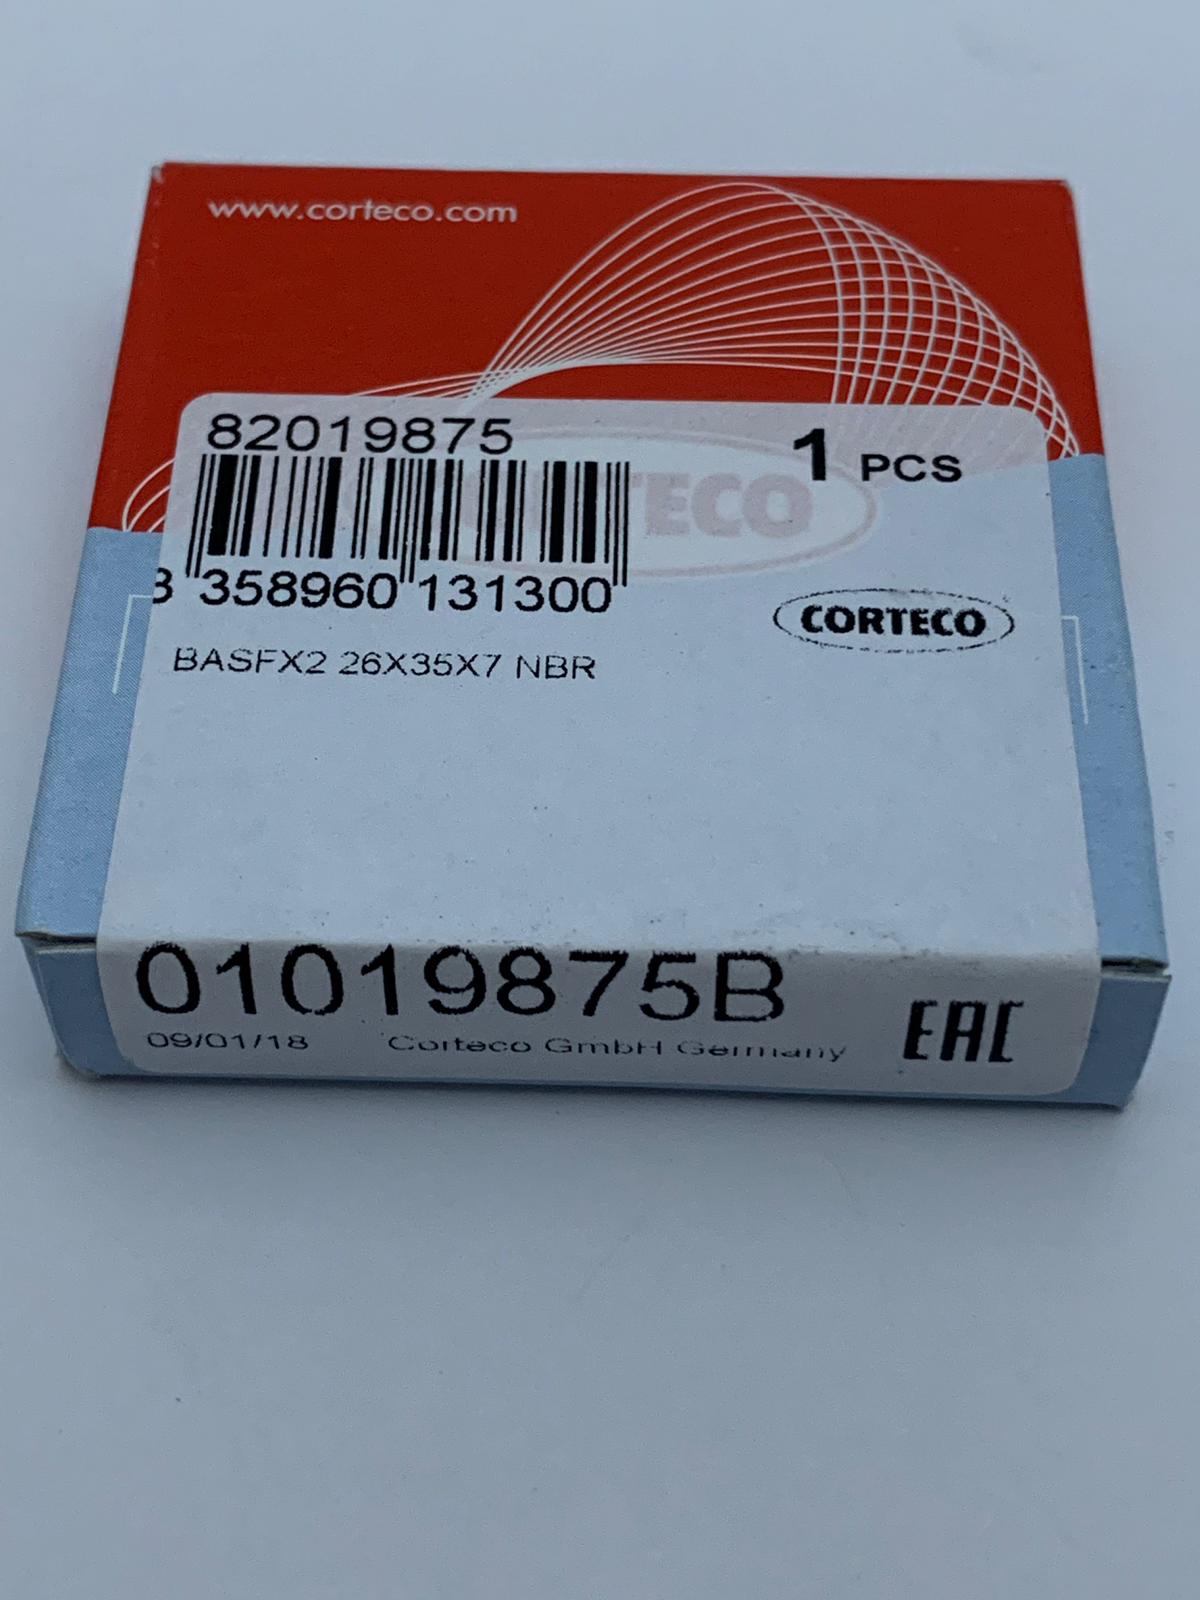 www.corteco.com
82019875
1 PCS
TECO
3 358960 131300
CORTECO
BASFX2 26X35X7 NBR
01019875B
09/01/18 Corteco GmbH Germany
EAC